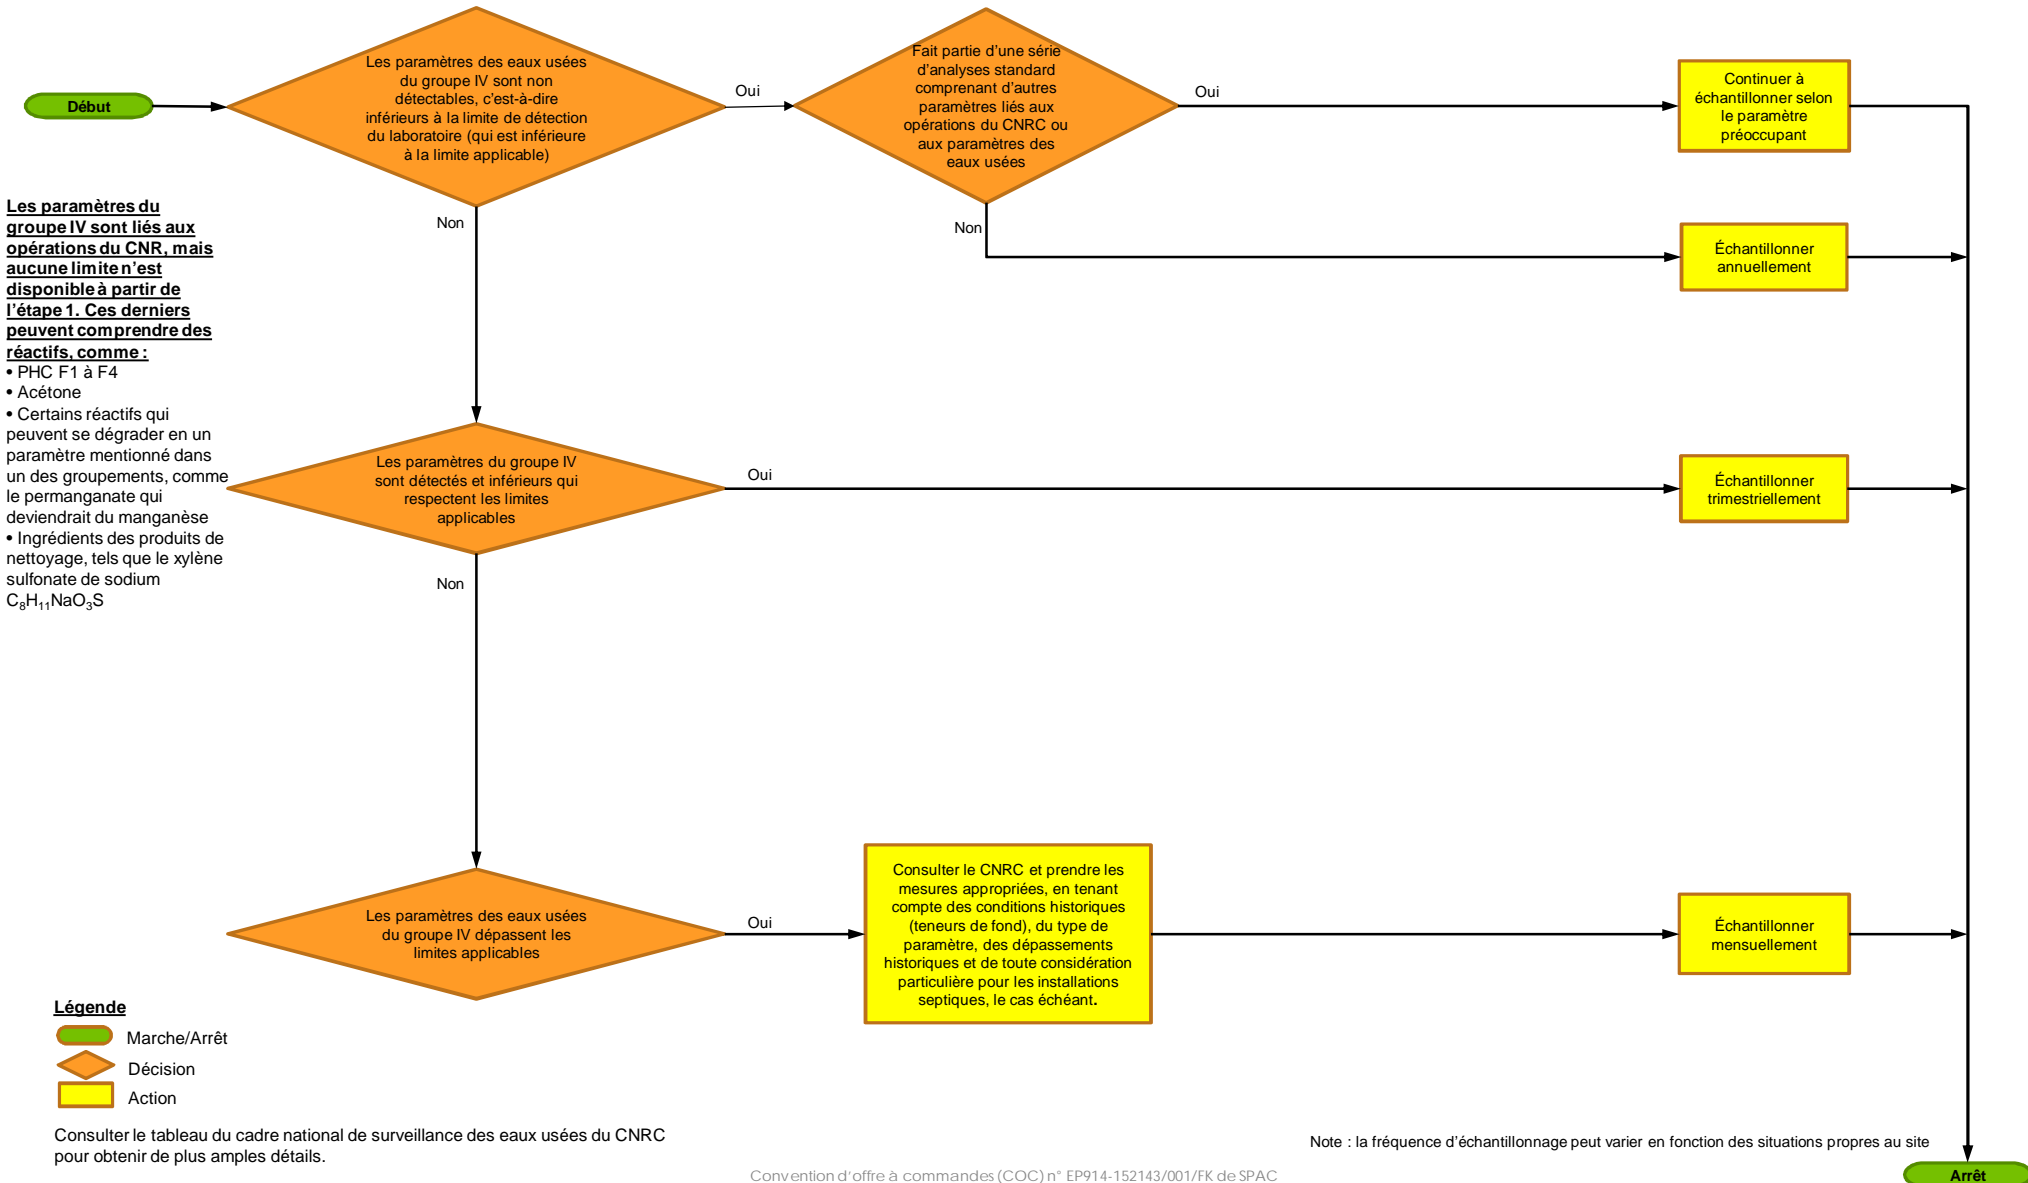 Début
Les paramètres des eaux usées
du groupe IV sont non
détectables, c'est-à-dire
inférieurs à la limite de détection
du laboratoire (qui est inférieure
à la limite applicable)
Oui
Fait partie d'une série
d'analyses standard
comprenant d'autres
paramètres liés aux
opérations du CNRC ou
aux paramètres des
eaux usées
Oui
Continuer à
échantillonner selon
le paramètre
préoccupant
Non
Non
Échantillonner
annuellement
Les paramètres du
groupe IV sont liés aux
opérations du CNR, mais
aucune limite n'est
disponible à partir de
l'étape 1. Ces derniers
peuvent comprendre des
réactifs, comme :
• PHC F1 à F4
• Acétone
• Certains réactifs qui
peuvent se dégrader en un
paramètre mentionné dans
un des groupements, comme
le permanganate qui
deviendrait du manganèse
• Ingrédients des produits de
nettoyage, tels que le xylène
sulfonate de sodium
C₈H₁₁NaO₃S
Les paramètres du groupe IV
sont détectés et inférieurs qui
respectent les limites
applicables
Oui
Échantillonner
trimestriellement
Non
Les paramètres des eaux usées
du groupe IV dépassent les
limites applicables
Oui
Consulter le CNRC et prendre les
mesures appropriées, en tenant
compte des conditions historiques
(teneurs de fond), du type de
paramètre, des dépassements
historiques et de toute considération
particulière pour les installations
septiques, le cas échéant.
Échantillonner
mensuellement
Légende
Marche/Arrêt
Décision
Action
Consulter le tableau du cadre national de surveillance des eaux usées du CNRC
pour obtenir de plus amples détails.
Note : la fréquence d'échantillonnage peut varier en fonction des situations propres au site
Convention d'offre à commandes (COC) n° EP914-152143/001/FK de SPAC
Arrêt